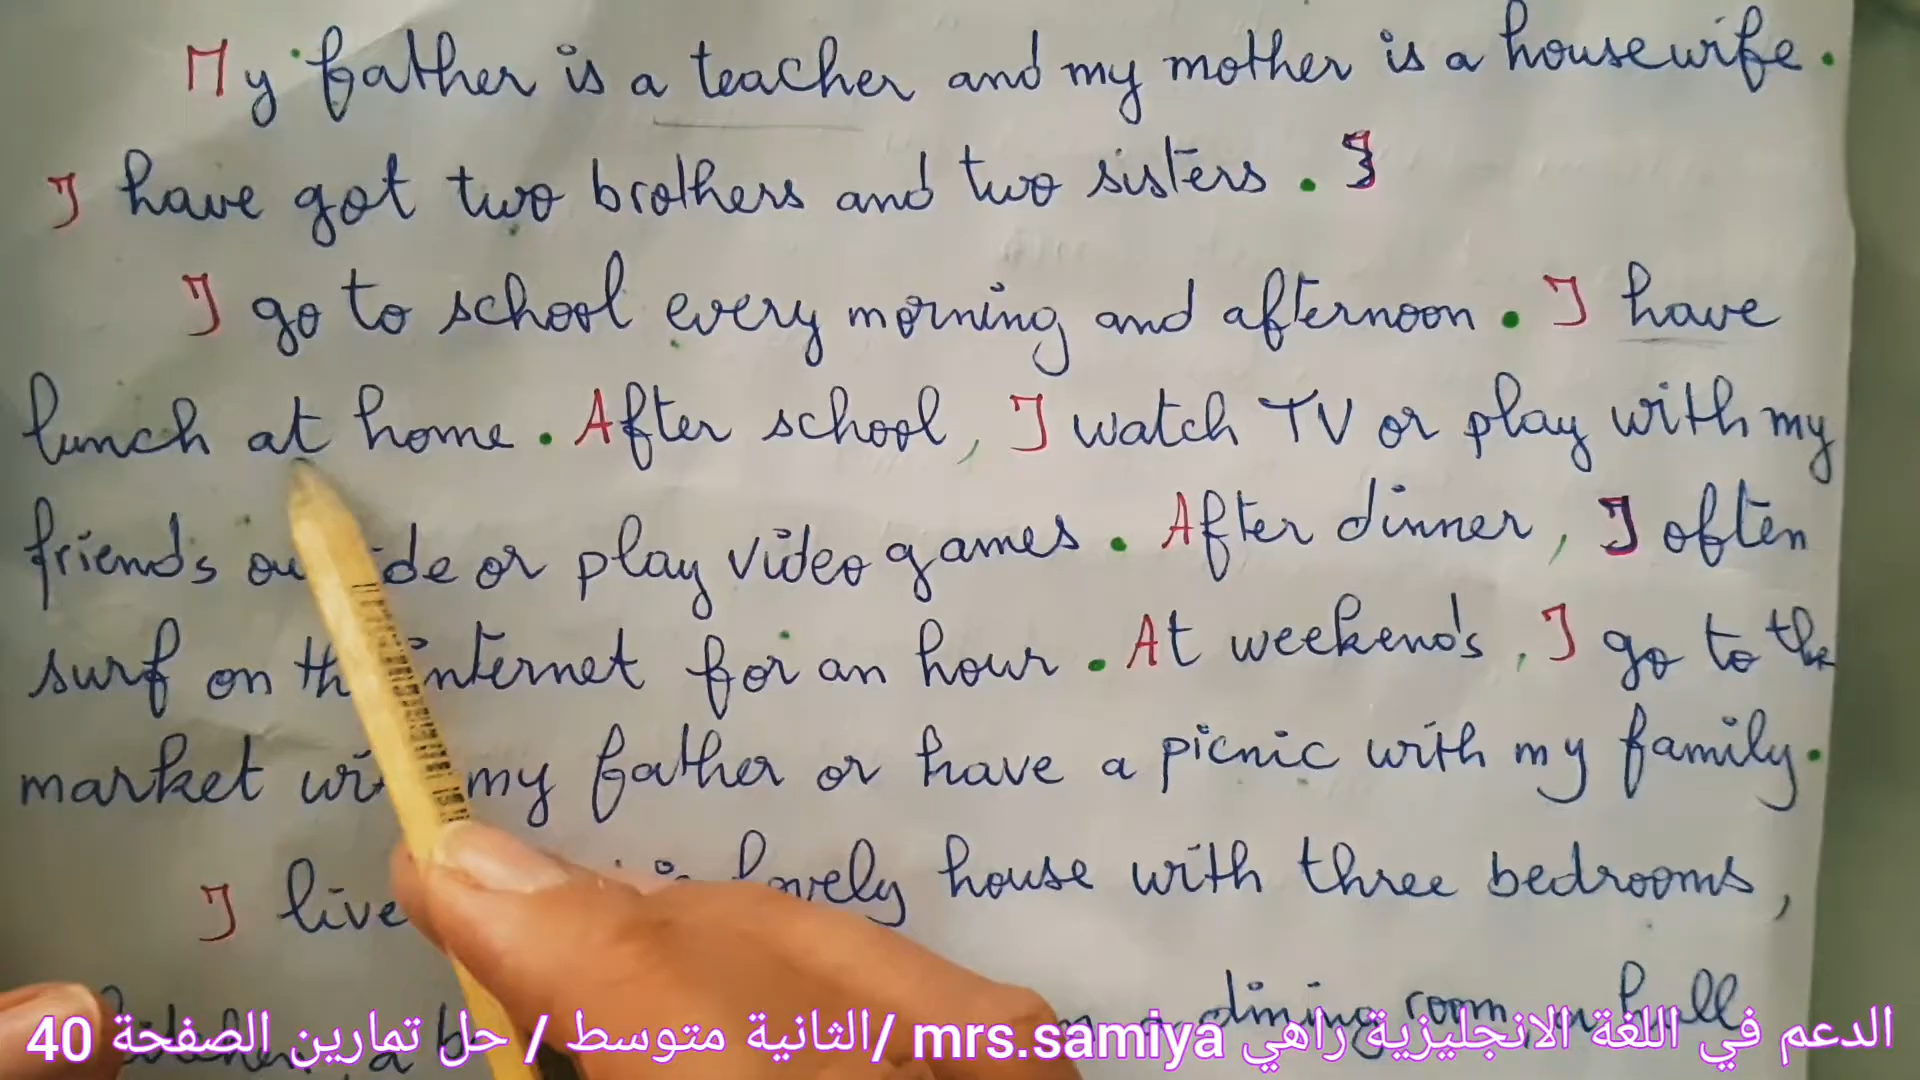 My father is a teacher and my mother is a housewife.
I have got two brothers and two sisters. I
I go to school every morning and afternoon. I have
lunch at home. After school, I watch TV or play with my
friends or play video games. After dinner, I often
surf on internet for an hour. At weekends, I go to the
market my father or have a picnic with my family.
I live lovely house with three bedrooms,
a dining room
الدعم في اللغة الانجليزية راهي mrs.samiya /الثانية متوسط / حل تمارين الصفحة 40